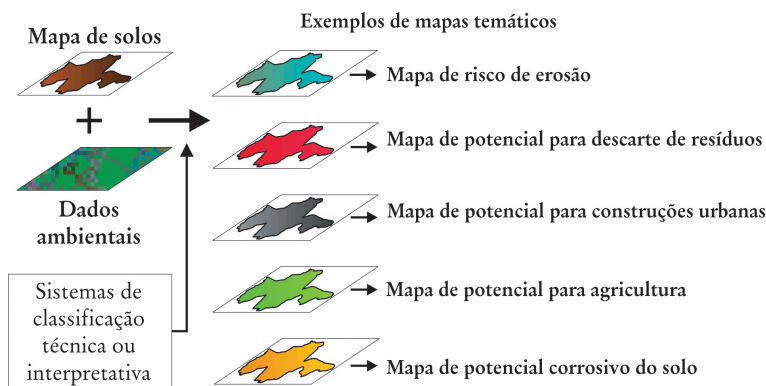 Exemplos de mapas temáticos
Mapa de solos
+
Dados
ambientais
Sistemas de
classificação
técnica ou
interpretativa
Mapa de risco de erosão
Mapa de potencial para descarte de resíduos
Mapa de potencial para construções urbanas
Mapa de potencial para agricultura
Mapa de potencial corrosivo do solo